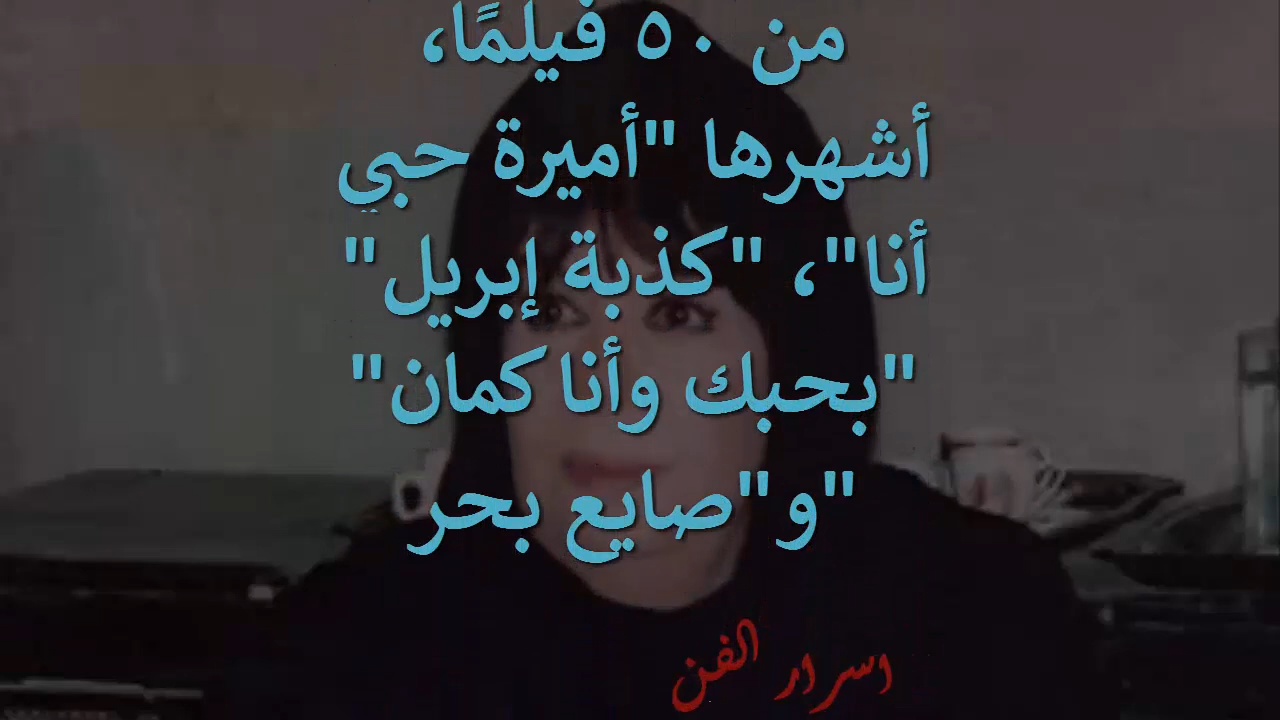 من ٥٠ فيلمًا،
أشهرها "أميرة حبي
أنا"، "كذبة إبريل"
"بحبك وأنا كمان"
و"صايع بحر"
اسرار الفن